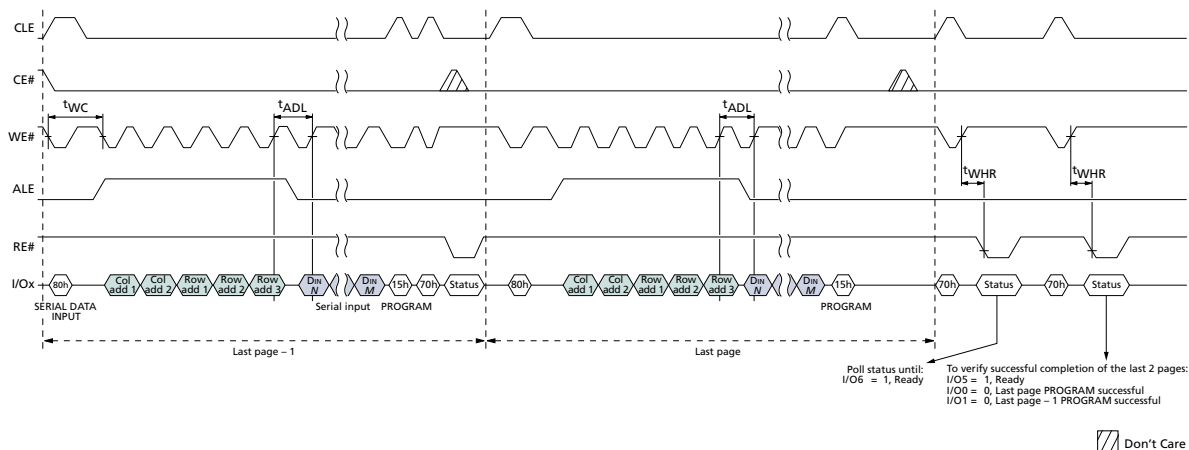 CLE
CE#
tWC
tADL
tADL
WE#
ALE
tWHR
tWHR
RE#
I/Ox
80h
Col add 1
Col add 2
Row add 1
Row add 2
Row add 3
DIN N
DIN M
15h
70h
Status
80h
Col add 1
Col add 2
Row add 1
Row add 2
Row add 3
DIN N
DIN M
15h
70h
Status
70h
Status
SERIAL DATA
INPUT
Serial input
PROGRAM
PROGRAM
Last page – 1
Last page
Poll status until:
I/O6 = 1, Ready
To verify successful completion of the last 2 pages:
I/O5 = 1, Ready
I/O0 = 0, Last page PROGRAM successful
I/O1 = 0, Last page – 1 PROGRAM successful
Don't Care